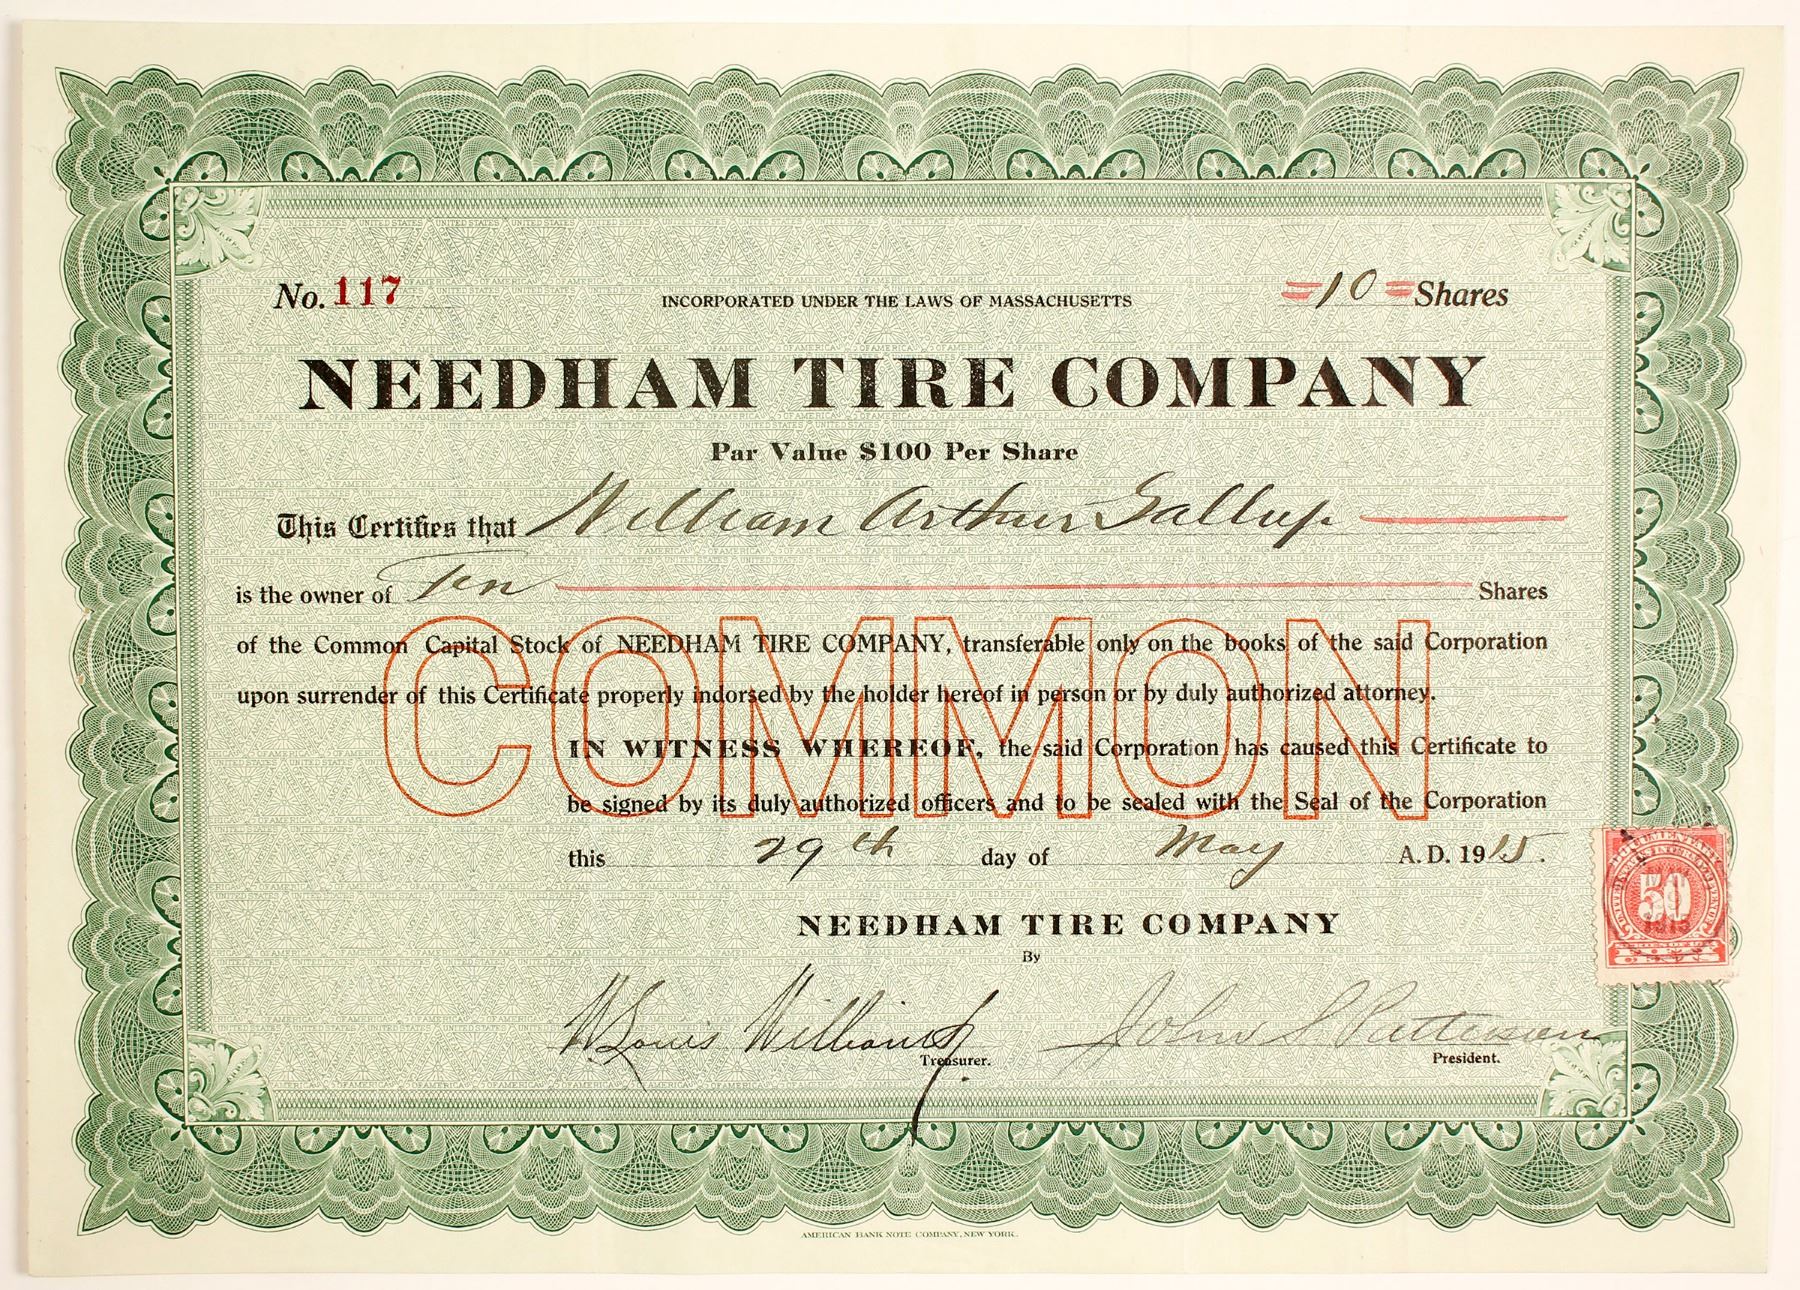 No. 117 INCORPORATED UNDER THE LAWS OF MASSACHUSETTS =10= Shares
NEEDHAM TIRE COMPANY
Par Value $100 Per Share
This Certifies that William Arthur Gallup.
is the owner of Ten Shares
of the Common Capital Stock of NEEDHAM TIRE COMPANY, transferable only on the books of the said Corporation
upon surrender of this Certificate properly indorsed by the holder hereof in person or by duly authorized attorney.
COMMON
IN WITNESS WHEREOF, the said Corporation has caused this Certificate to
be signed by its duly authorized officers and to be sealed with the Seal of the Corporation
this 29th day of May A.D. 1915.
DOCUMENTARY
50
1915
NEEDHAM TIRE COMPANY
By
W Louis Williams John S Patterson
Treasurer. President.
AMERICAN BANK NOTE COMPANY, NEW YORK.